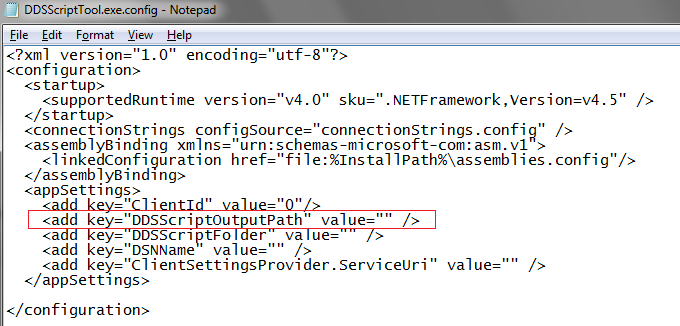 DDSScriptTool.exe.config - Notepad
File Edit Format View Help
<?xml version="1.0" encoding="utf-8"?>
<configuration>
  <startup>
    <supportedRuntime version="v4.0" sku=".NETFramework,Version=v4.5" />
  </startup>
  <connectionStrings configSource="connectionStrings.config" />
  <assemblyBinding xmlns="urn:schemas-microsoft-com:asm.v1">
    <linkedConfiguration href="file:%InstallPath%\assemblies.config"/>
  </assemblyBinding>
  <appSettings>
    <add key="ClientId" value="0"/>
    <add key="DDSScriptOutputPath" value="" />
    <add key="DDSScriptFolder" value="" />
    <add key="DSNName" value="" />
    <add key="ClientSettingsProvider.ServiceUri" value="" />
  </appSettings>
</configuration>